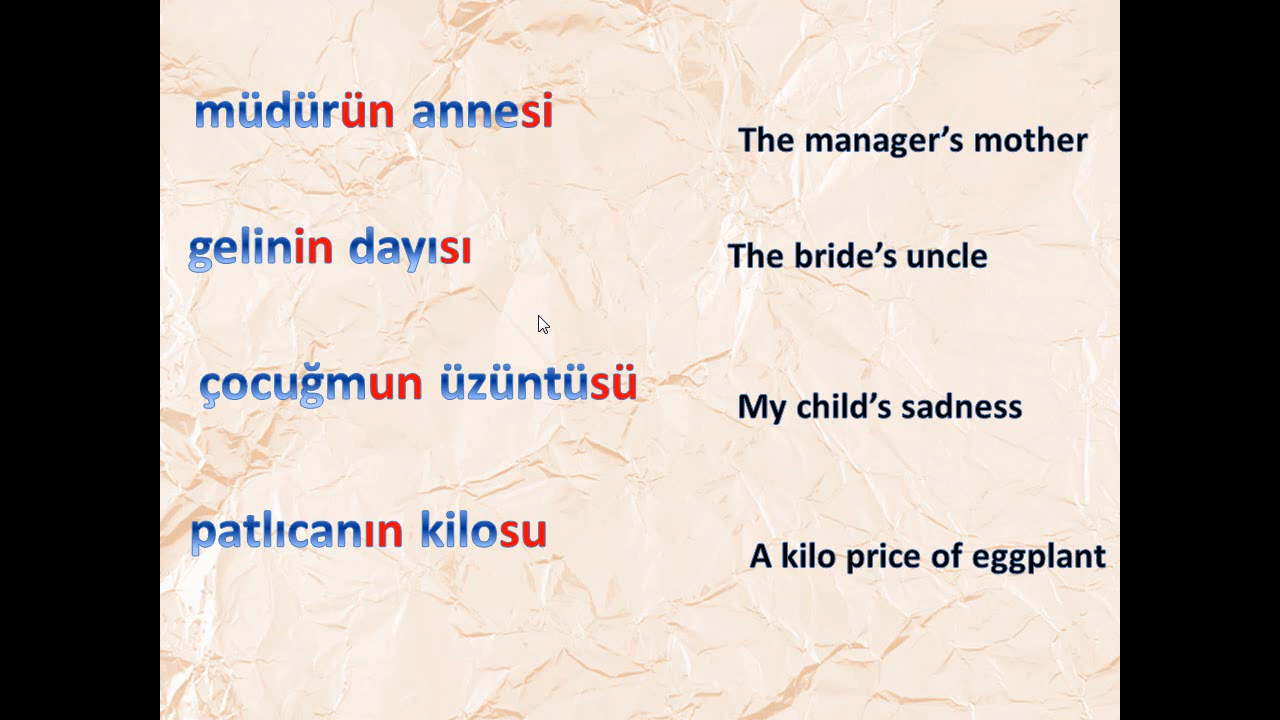 müdürün annesi
The manager’s mother
gelinin dayısı
The bride’s uncle
çocuğmun üzüntüsü
My child’s sadness
patlıcanın kilosu
A kilo price of eggplant